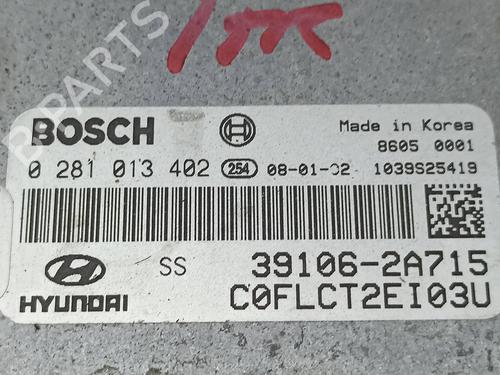 BOSCH
Made in Korea
8605 0001
0 281 013 402 254 08-01-02 1039S25419
SS
39106-2A715
HYUNDAI
C0FLCT2EI03U
PARTS